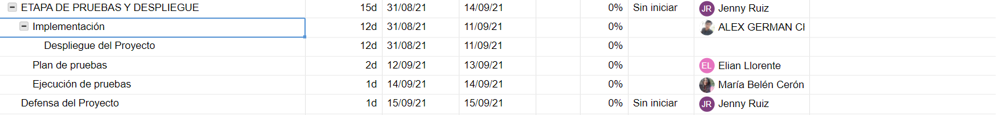 ETAPA DE PRUEBAS Y DESPLIEGUE 15d 31/08/21 14/09/21 0% Sin iniciar JR Jenny Ruiz
Implementación 12d 31/08/21 11/09/21 0% ALEX GERMAN
Despliegue del Proyecto 12d 31/08/21 11/09/21 0%
Plan de pruebas 2d 12/09/21 13/09/21 0% EL Elian Llorente
Ejecución de pruebas 1d 14/09/21 14/09/21 0% María Belén Cerón
Defensa del Proyecto 1d 15/09/21 15/09/21 0% Sin iniciar JR Jenny Ruiz